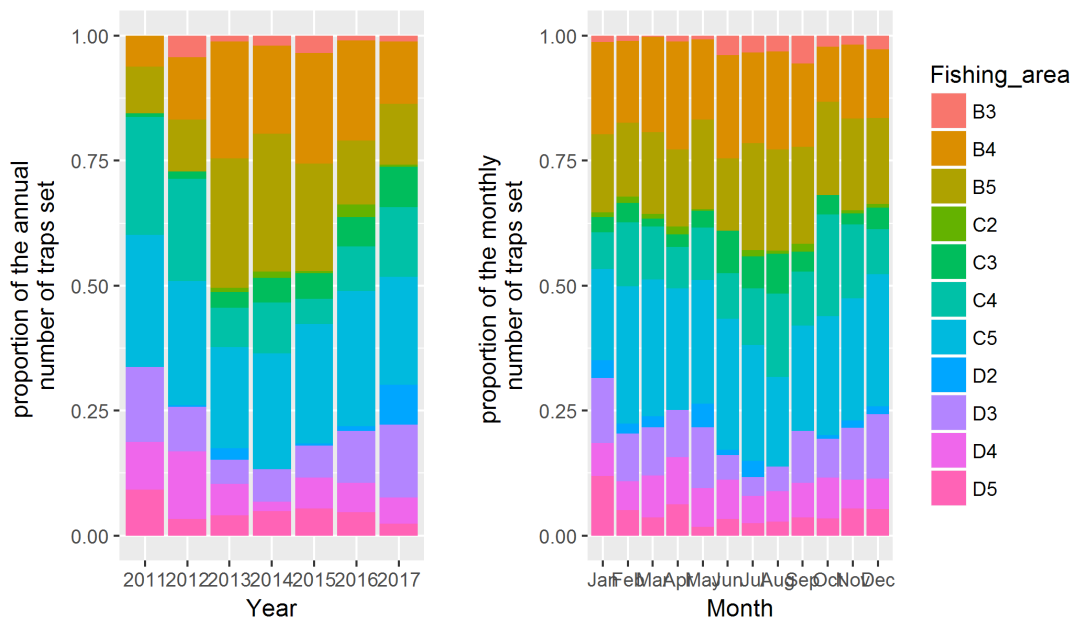 proportion of the annual
number of traps set
1.00
0.75
0.50
0.25
0.00
2011 2012 2013 2014 2015 2016 2017
Year
proportion of the monthly
number of traps set
1.00
0.75
0.50
0.25
0.00
Jan Feb Mar Apr May Jun Jul Aug Sep Oct Nov Dec
Month
Fishing_area
B3
B4
B5
C2
C3
C4
C5
D2
D3
D4
D5